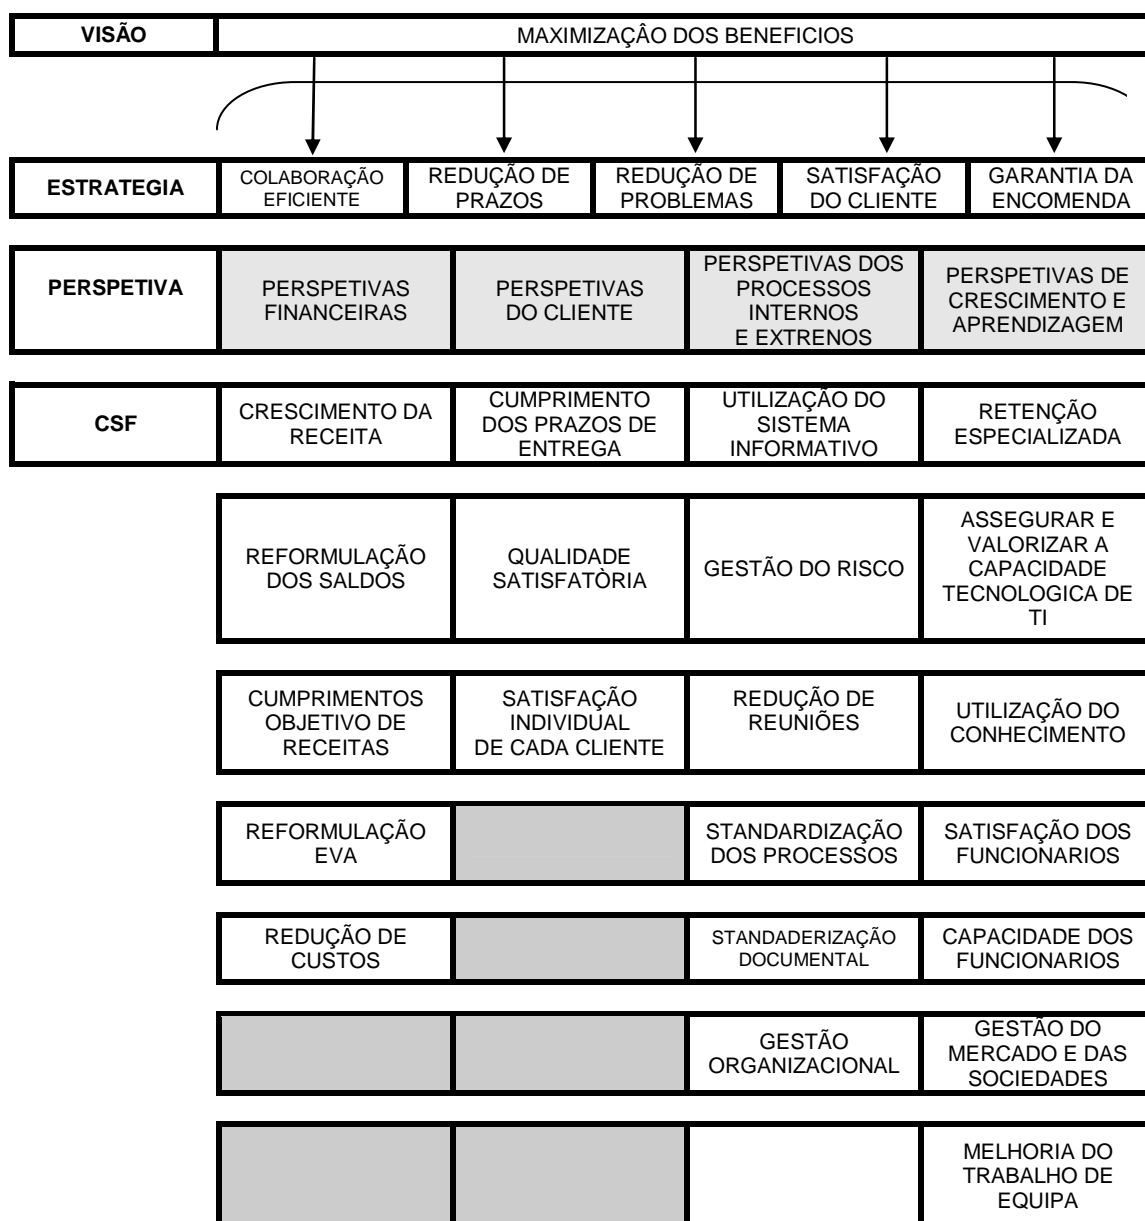 VISÃO
MAXIMIZAÇÂO DOS BENEFICIOS
ESTRATEGIA
COLABORAÇÃO
EFICIENTE
REDUÇÃO DE
PRAZOS
REDUÇÃO DE
PROBLEMAS
SATISFAÇÃO
DO CLIENTE
GARANTIA DA
ENCOMENDA
PERSPETIVA
PERSPETIVAS
FINANCEIRAS
PERSPETIVAS
DO CLIENTE
PERSPETIVAS DOS
PROCESSOS
INTERNOS
E EXTRENOS
PERSPETIVAS DE
CRESCIMENTO E
APRENDIZAGEM
CSF
CRESCIMENTO DA
RECEITA
CUMPRIMENTO
DOS PRAZOS DE
ENTREGA
UTILIZAÇÃO DO
SISTEMA
INFORMATIVO
RETENÇÃO
ESPECIALIZADA
REFORMULAÇÃO
DOS SALDOS
QUALIDADE
SATISFATÒRIA
GESTÃO DO RISCO
ASSEGURAR E
VALORIZAR A
CAPACIDADE
TECNOLOGICA DE
TI
CUMPRIMENTOS
OBJETIVO DE
RECEITAS
SATISFAÇÃO
INDIVIDUAL
DE CADA CLIENTE
REDUÇÃO DE
REUNIÕES
UTILIZAÇÃO DO
CONHECIMENTO
REFORMULAÇÃO
EVA
STANDARDIZAÇÃO
DOS PROCESSOS
SATISFAÇÃO DOS
FUNCIONARIOS
REDUÇÃO DE
CUSTOS
STANDADERIZAÇÃO
DOCUMENTAL
CAPACIDADE DOS
FUNCIONARIOS
GESTÃO
ORGANIZACIONAL
GESTÃO DO
MERCADO E DAS
SOCIEDADES
MELHORIA DO
TRABALHO DE
EQUIPA